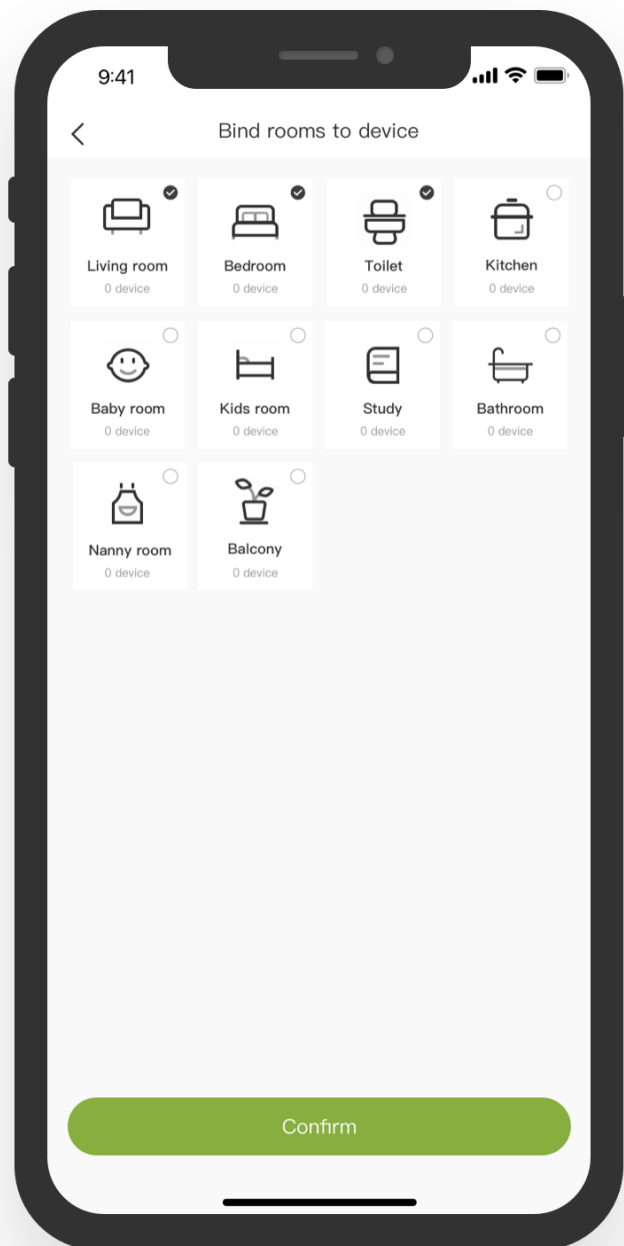 9:41
Bind rooms to device
Living room
0 device
Bedroom
0 device
Toilet
0 device
Kitchen
0 device
Baby room
0 device
Kids room
0 device
Study
0 device
Bathroom
0 device
Nanny room
0 device
Balcony
0 device
Confirm